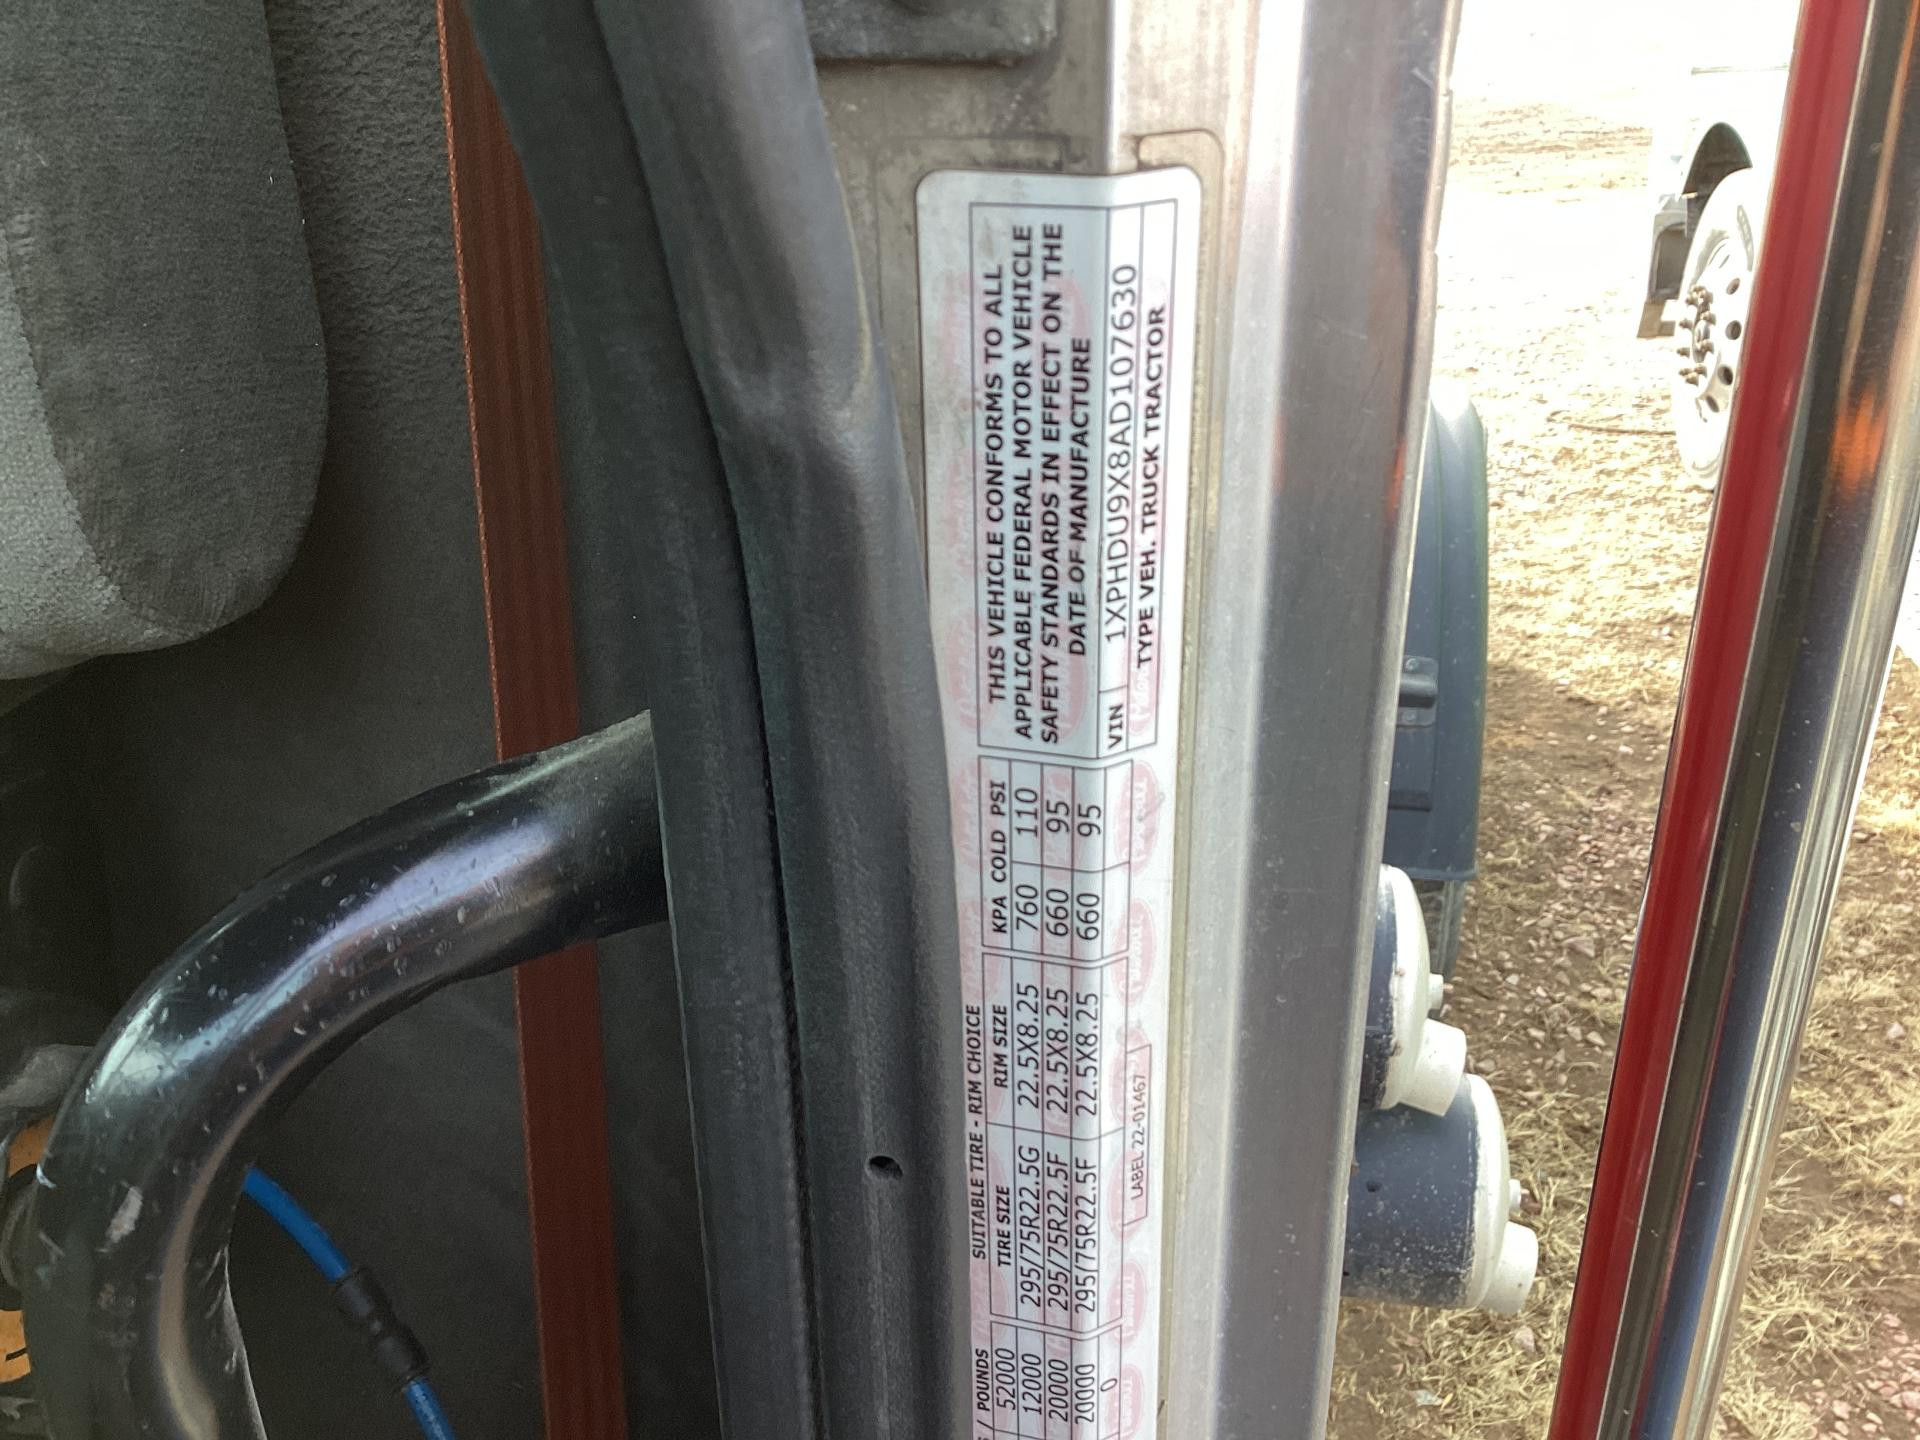 THIS VEHICLE CONFORMS TO ALL
APPLICABLE FEDERAL MOTOR VEHICLE
SAFETY STANDARDS IN EFFECT ON THE
DATE OF MANUFACTURE
VIN 1XPHDU9X8AD107630
TYPE VEH. TRUCK TRACTOR
/ POUNDS SUITABLE TIRE - RIM CHOICE
TIRE SIZE RIM SIZE KPA COLD PSI
52000
12000 295/75R22.5G 22.5X8.25 760 110
20000 295/75R22.5F 22.5X8.25 660 95
20000 295/75R22.5F 22.5X8.25 660 95
0
LABEL 22-01467